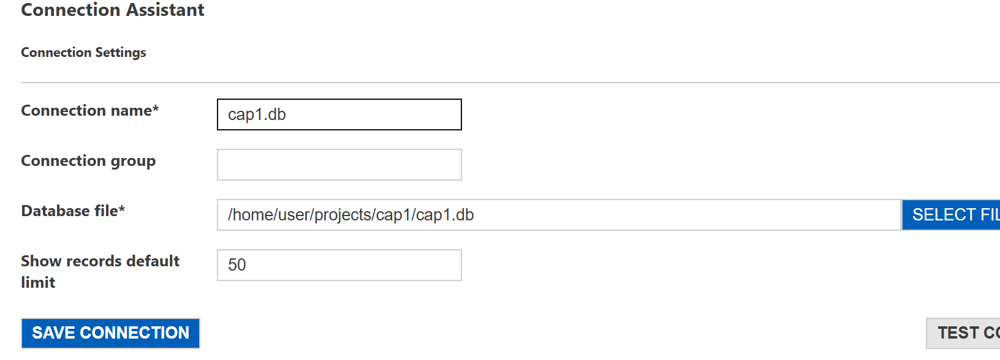 Connection Assistant
Connection Settings
Connection name*
cap1.db
Connection group
Database file*
/home/user/projects/cap1/cap1.db
SELECT FIL
Show records default
limit
50
SAVE CONNECTION
TEST CO